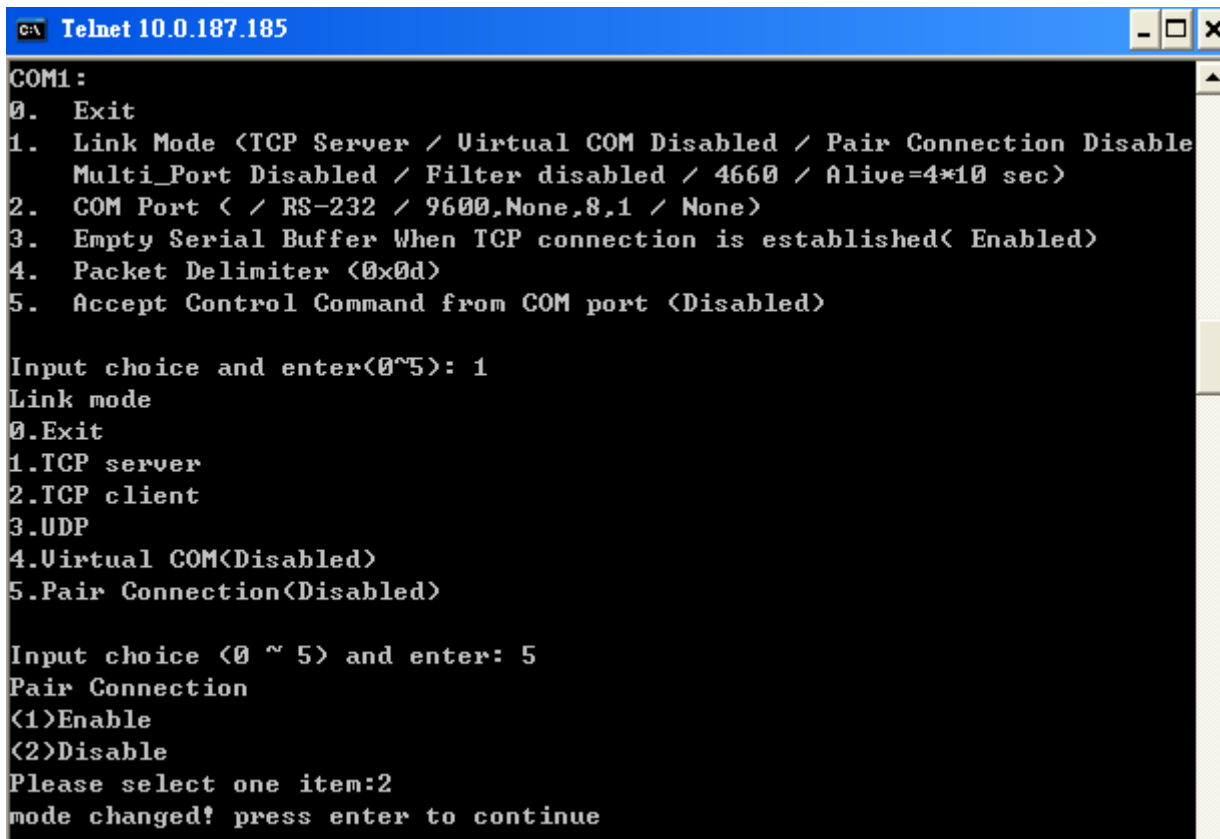 Telnet 10.0.187.185
COM1:
0.  Exit
1.  Link Mode (TCP Server / Virtual COM Disabled / Pair Connection Disable
    Multi_Port Disabled / Filter disabled / 4660 / Alive=4*10 sec)
2.  COM Port ( / RS-232 / 9600,None,8,1 / None)
3.  Empty Serial Buffer When TCP connection is established( Enabled)
4.  Packet Delimiter (0x0d)
5.  Accept Control Command from COM port (Disabled)
Input choice and enter(0~5): 1
Link mode
0.Exit
1.TCP server
2.TCP client
3.UDP
4.Virtual COM(Disabled)
5.Pair Connection(Disabled)
Input choice (0 ~ 5) and enter: 5
Pair Connection
(1)Enable
(2)Disable
Please select one item:2
mode changed! press enter to continue